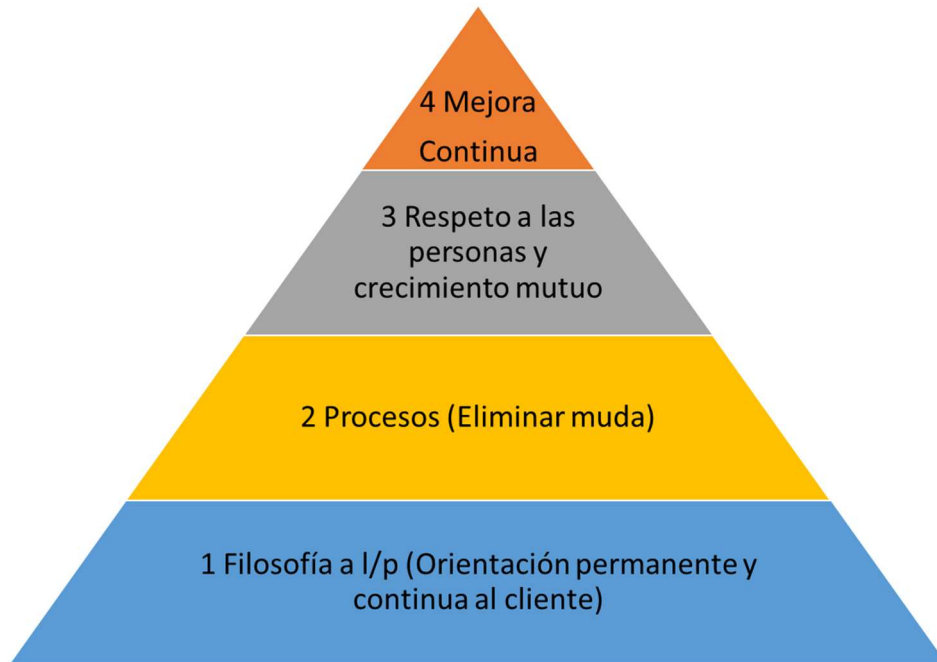 4 Mejora
Continua
3 Respeto a las
personas y
crecimiento mutuo
2 Procesos (Eliminar muda)
1 Filosofía a l/p (Orientación permanente y
continua al cliente)